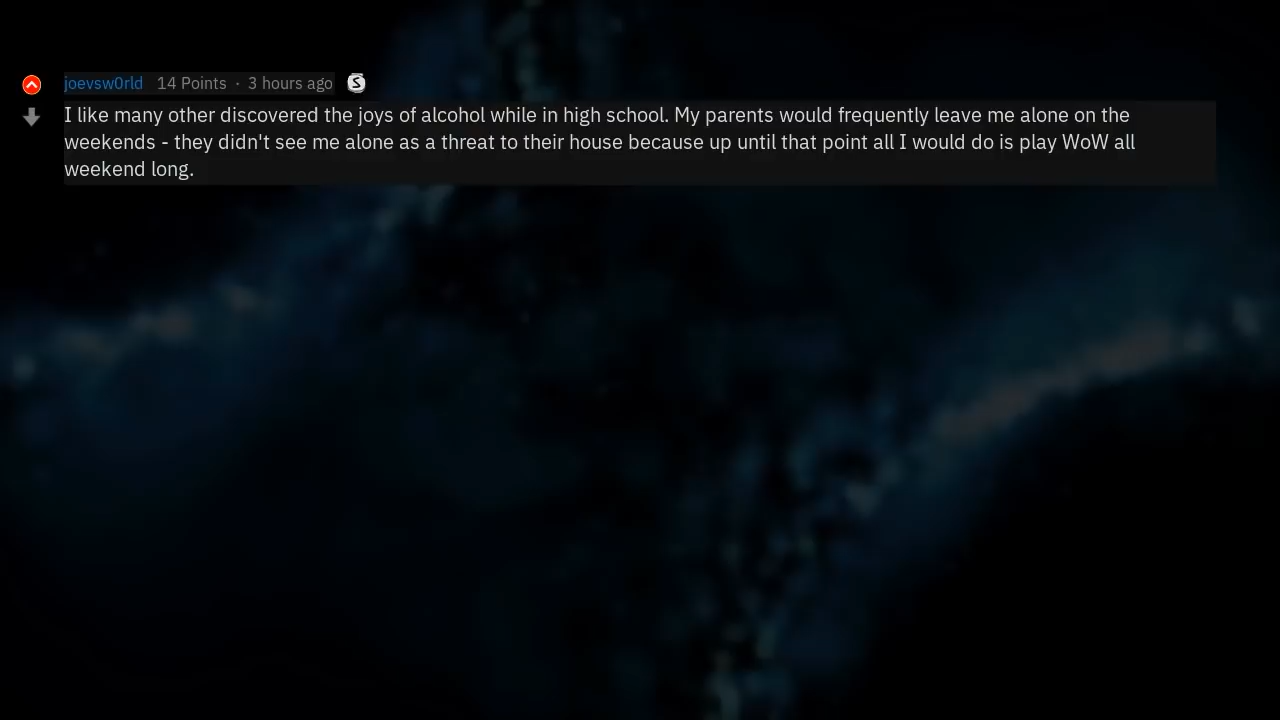 joevsw0rld 14 Points · 3 hours ago S
I like many other discovered the joys of alcohol while in high school. My parents would frequently leave me alone on the
weekends - they didn't see me alone as a threat to their house because up until that point all I would do is play WoW all
weekend long.